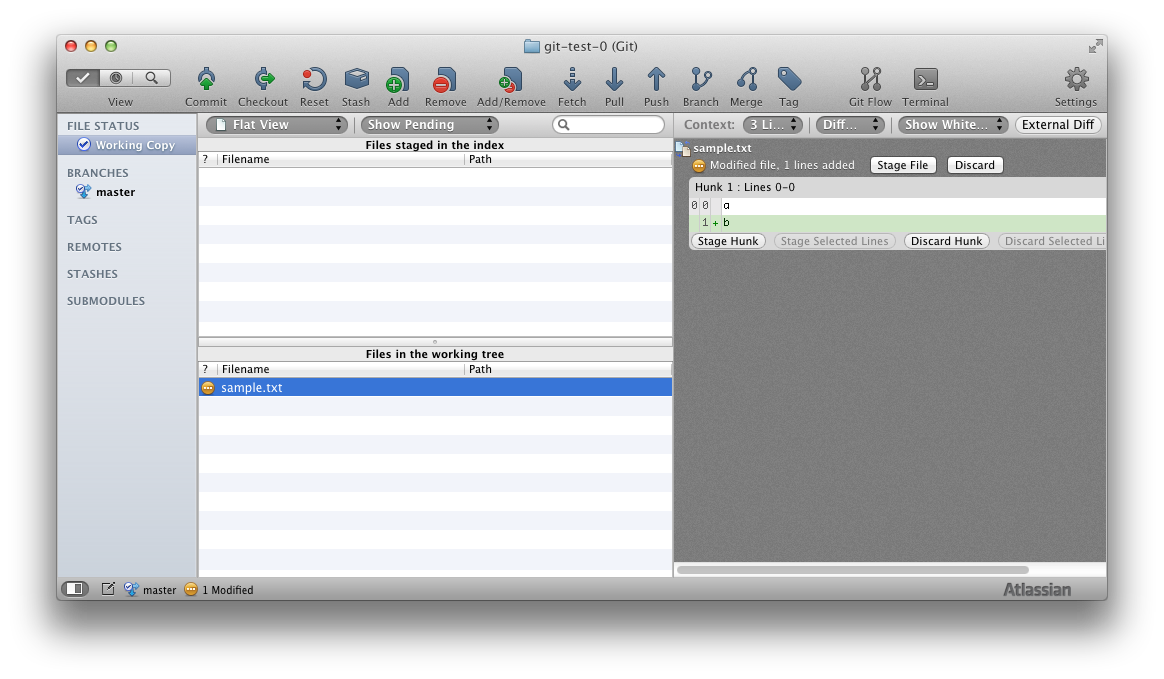 git-test-0 (Git)
View Commit Checkout Reset Stash Add Remove Add/Remove Fetch Pull Push Branch Merge Tag Git Flow Terminal Settings
FILE STATUS
Working Copy
BRANCHES
master
TAGS
REMOTES
STASHES
SUBMODULES
Flat View Show Pending
Files staged in the index
? Filename Path
Files in the working tree
? Filename Path
sample.txt
Context: 3 Li... Diff... Show White... External Diff
sample.txt
Modified file, 1 lines added Stage File Discard
Hunk 1 : Lines 0-0
0 0 a
1 + b
Stage Hunk Stage Selected Lines Discard Hunk Discard Selected Li
master 1 Modified
Atlassian